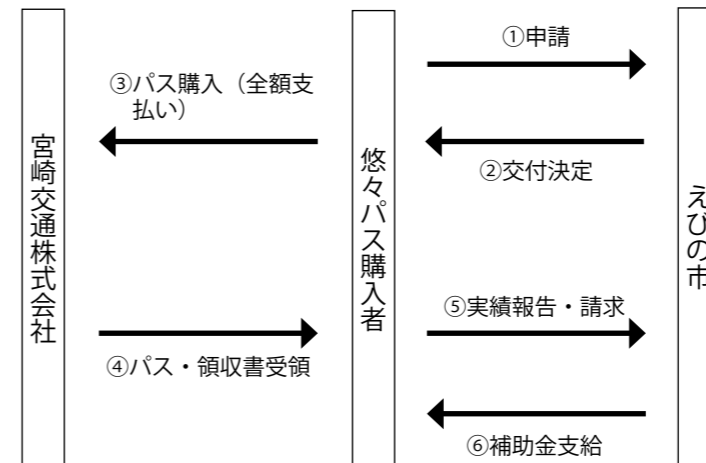 ①申請
③パス購入（全額支
払い）
②交付決定
宮崎交通株式会社
悠々パス購入者
えびの市
⑤実績報告・請求
④パス・領収書受領
⑥補助金支給